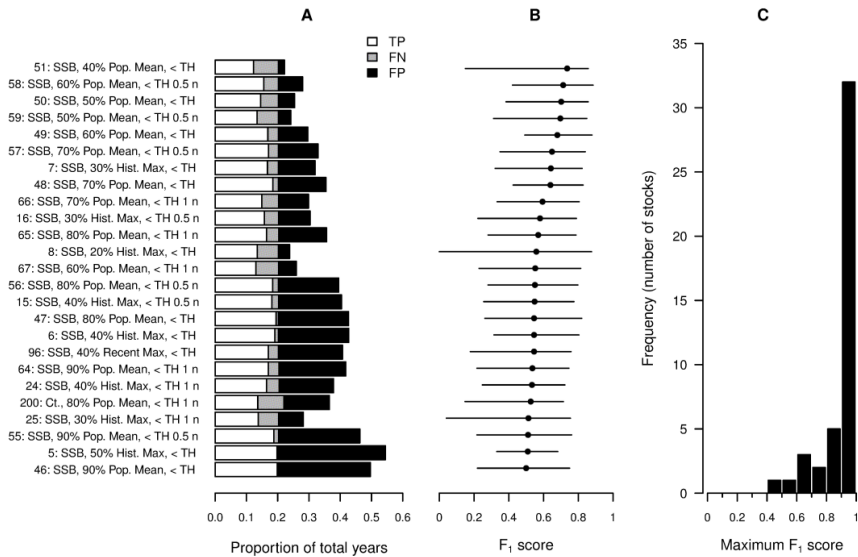 A
B
C
TP
FN
FP
51: SSB, 40% Pop. Mean, < TH
58: SSB, 60% Pop. Mean, < TH 0.5 n
50: SSB, 50% Pop. Mean, < TH
59: SSB, 50% Pop. Mean, < TH 0.5 n
49: SSB, 60% Pop. Mean, < TH
57: SSB, 70% Pop. Mean, < TH 0.5 n
7: SSB, 30% Hist. Max, < TH
48: SSB, 70% Pop. Mean, < TH
66: SSB, 70% Pop. Mean, < TH 1 n
16: SSB, 30% Hist. Max, < TH 0.5 n
65: SSB, 80% Pop. Mean, < TH 1 n
8: SSB, 20% Hist. Max, < TH
67: SSB, 60% Pop. Mean, < TH 1 n
56: SSB, 80% Pop. Mean, < TH 0.5 n
15: SSB, 40% Hist. Max, < TH 0.5 n
47: SSB, 80% Pop. Mean, < TH
6: SSB, 40% Hist. Max, < TH
96: SSB, 40% Recent Max, < TH
64: SSB, 90% Pop. Mean, < TH 1 n
24: SSB, 40% Hist. Max, < TH 1 n
200: Ct., 80% Pop. Mean, < TH 1 n
25: SSB, 30% Hist. Max, < TH 1 n
55: SSB, 90% Pop. Mean, < TH 0.5 n
5: SSB, 50% Hist. Max, < TH
46: SSB, 90% Pop. Mean, < TH
0.0 0.1 0.2 0.3 0.4 0.5 0.6
Proportion of total years
0 0.2 0.4 0.6 0.8 1
F₁ score
35
30
25
20
15
10
5
0
Frequency (number of stocks)
0 0.2 0.4 0.6 0.8 1
Maximum F₁ score